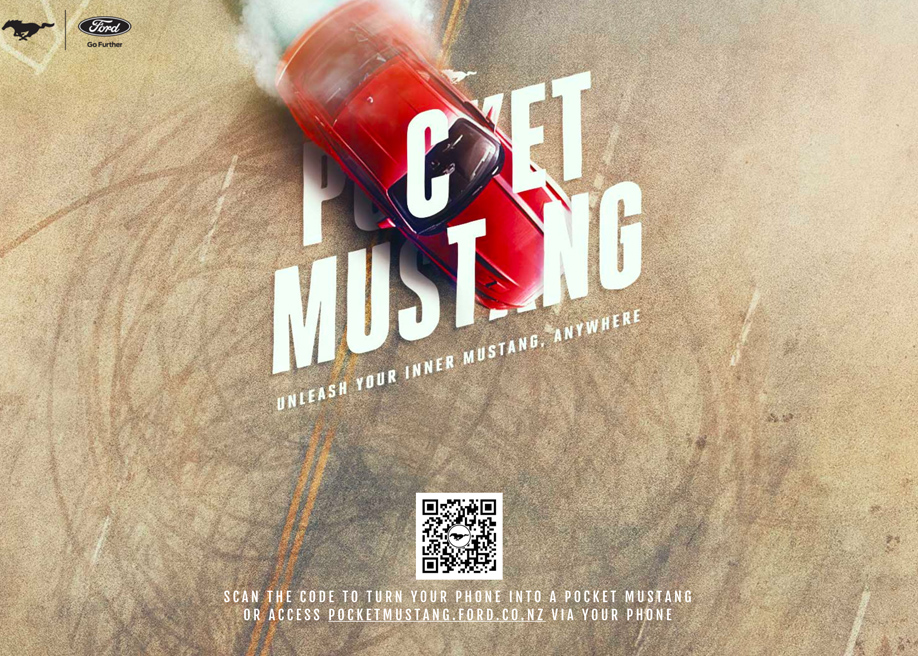 Ford
Go Further
POCKET
MUSTANG
UNLEASH YOUR INNER MUSTANG, ANYWHERE
SCAN THE CODE TO TURN YOUR PHONE INTO A POCKET MUSTANG
OR ACCESS POCKETMUSTANG.FORD.CO.NZ VIA YOUR PHONE